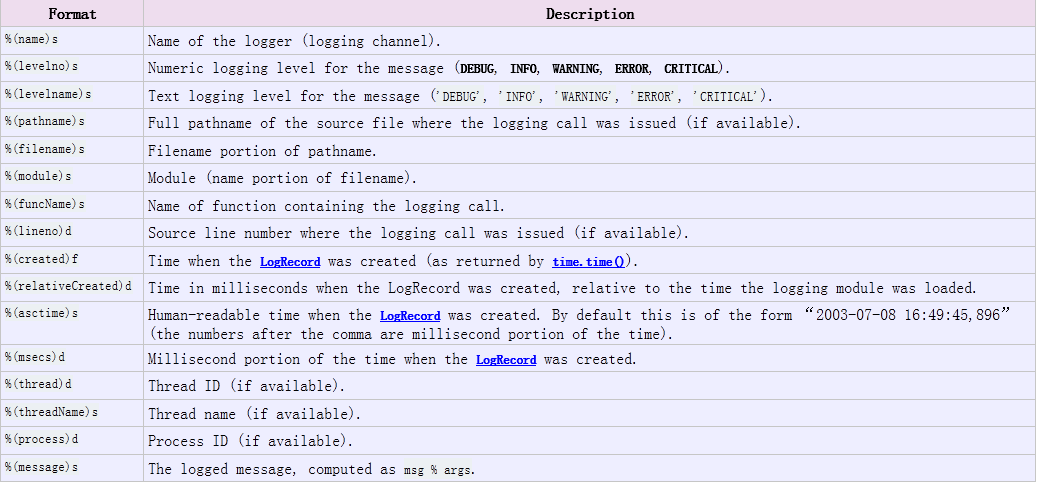 Format Description
%(name)s Name of the logger (logging channel).
%(levelno)s Numeric logging level for the message (DEBUG, INFO, WARNING, ERROR, CRITICAL).
%(levelname)s Text logging level for the message ('DEBUG', 'INFO', 'WARNING', 'ERROR', 'CRITICAL').
%(pathname)s Full pathname of the source file where the logging call was issued (if available).
%(filename)s Filename portion of pathname.
%(module)s Module (name portion of filename).
%(funcName)s Name of function containing the logging call.
%(lineno)d Source line number where the logging call was issued (if available).
%(created)f Time when the LogRecord was created (as returned by time.time()).
%(relativeCreated)d Time in milliseconds when the LogRecord was created, relative to the time the logging module was loaded.
%(asctime)s Human-readable time when the LogRecord was created. By default this is of the form “2003-07-08 16:49:45,896”
(the numbers after the comma are millisecond portion of the time).
%(msecs)d Millisecond portion of the time when the LogRecord was created.
%(thread)d Thread ID (if available).
%(threadName)s Thread name (if available).
%(process)d Process ID (if available).
%(message)s The logged message, computed as msg % args.